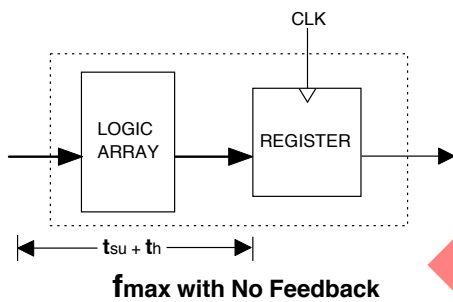 CLK
LOGIC
ARRAY
REGISTER
tsu + th
fmax with No Feedback